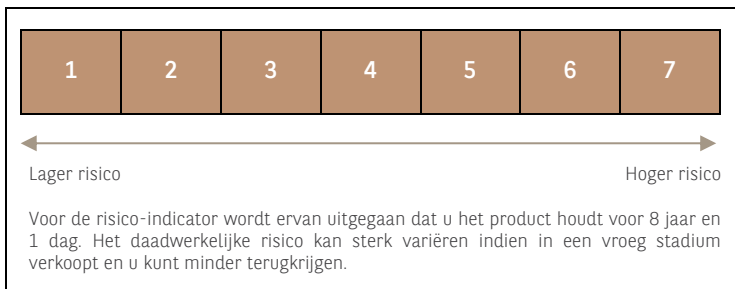 1 2 3 4 5 6 7
Lager risico Hoger risico
Voor de risico-indicator wordt ervan uitgegaan dat u het product houdt voor 8 jaar en
1 dag. Het daadwerkelijke risico kan sterk variëren indien in een vroeg stadium
verkoopt en u kunt minder terugkrijgen.